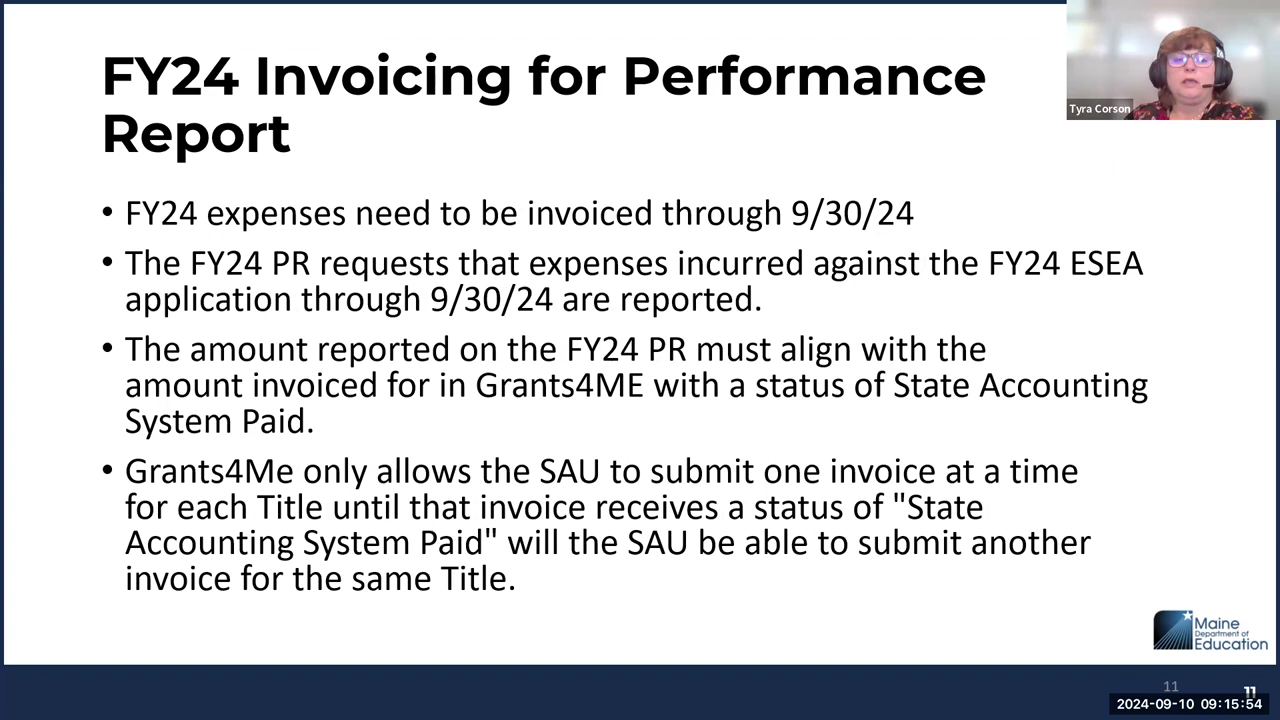 FY24 Invoicing for Performance
Report
Tyra Corson
• FY24 expenses need to be invoiced through 9/30/24
• The FY24 PR requests that expenses incurred against the FY24 ESEA
application through 9/30/24 are reported.
• The amount reported on the FY24 PR must align with the
amount invoiced for in Grants4ME with a status of State Accounting
System Paid.
• Grants4Me only allows the SAU to submit one invoice at a time
for each Title until that invoice receives a status of "State
Accounting System Paid" will the SAU be able to submit another
invoice for the same Title.
Maine
Department of
Education
11
11
2024-09-10 09:15:54